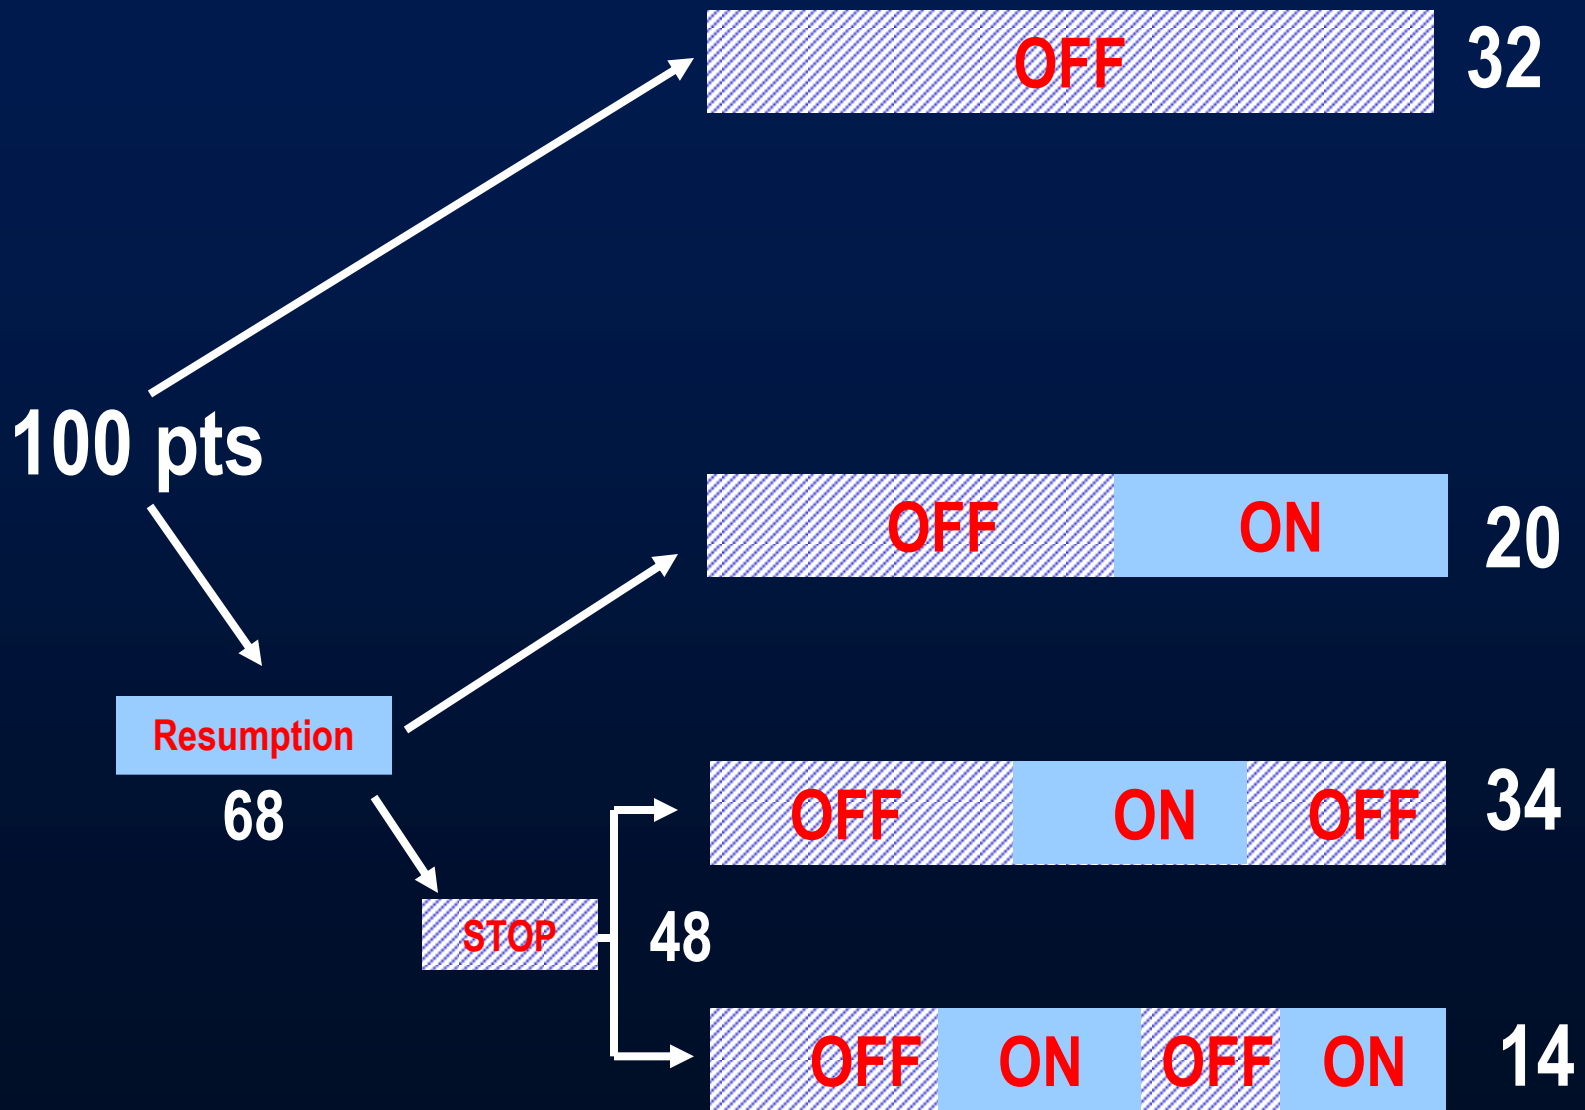 OFF 32
100 pts
OFF ON 20
Resumption
68
OFF ON OFF 34
STOP 48
OFF ON OFF ON 14